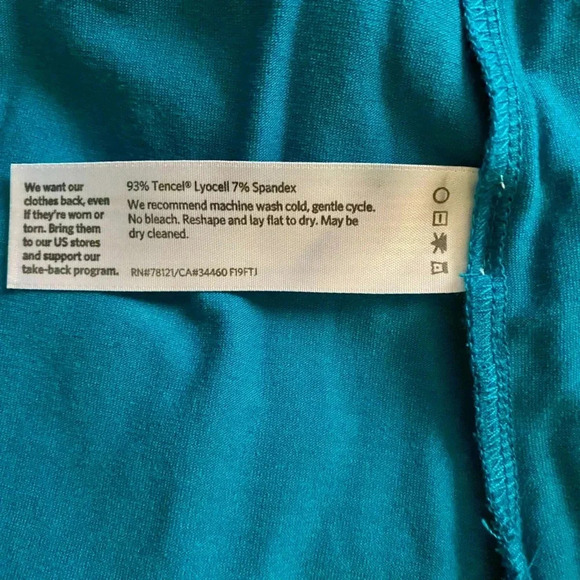 We want our
clothes back, even
if they're worn or
torn. Bring them
to our US stores
and support our
take-back program.
93% Tencel® Lyocell 7% Spandex
We recommend machine wash cold, gentle cycle.
No bleach. Reshape and lay flat to dry. May be
dry cleaned.
RN#78121/CA#34460 F19FTJ